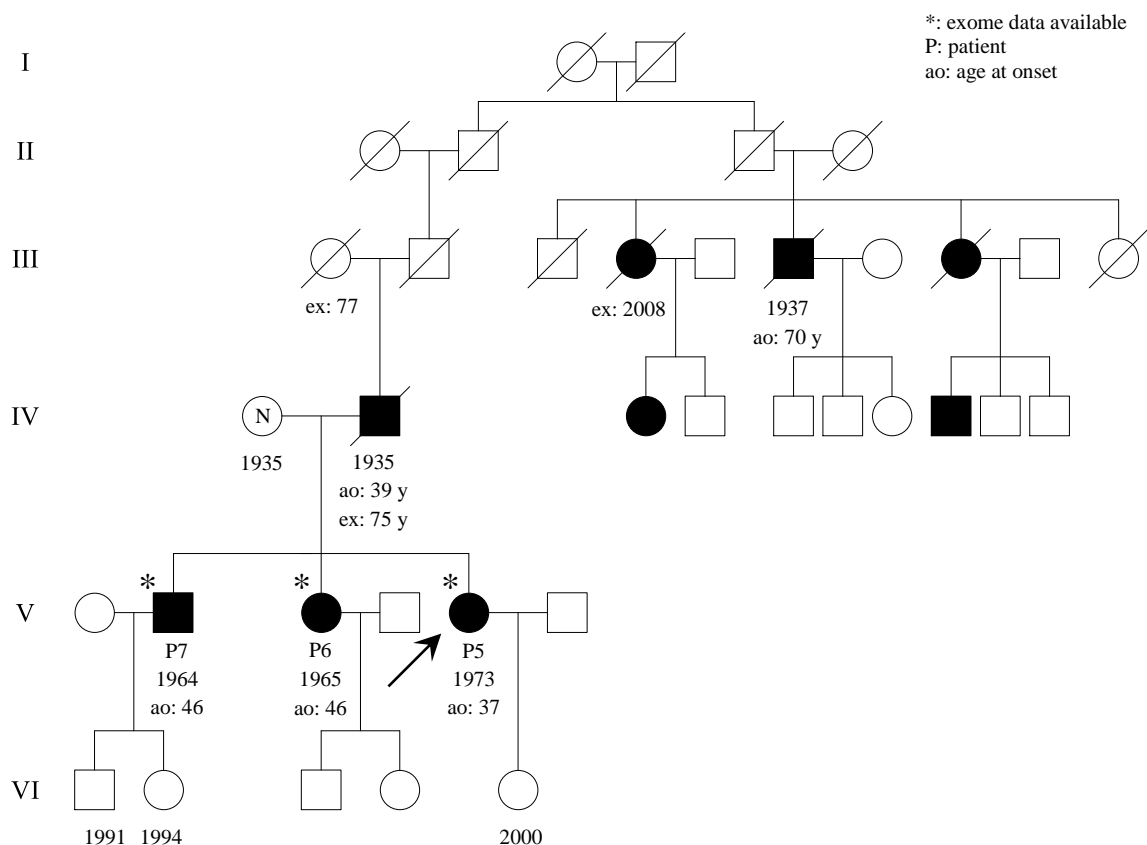 *: exome data available
P: patient
ao: age at onset
I
II
III
ex: 77
ex: 2008
1937
ao: 70 y
IV
N
1935
1935
ao: 39 y
ex: 75 y
V
*
*
*
P7
1964
ao: 46
P6
1965
ao: 46
P5
1973
ao: 37
VI
1991
1994
2000